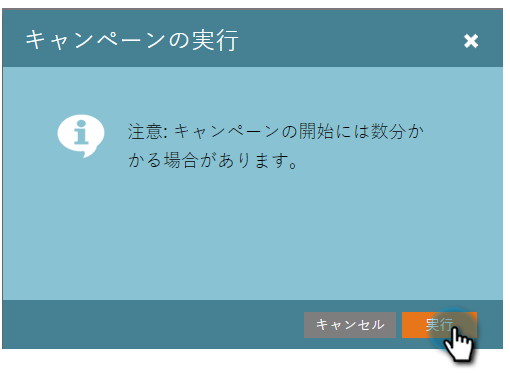 キャンペーンの実行
注意: キャンペーンの開始には数分か
かる場合があります。
キャンセル
実行